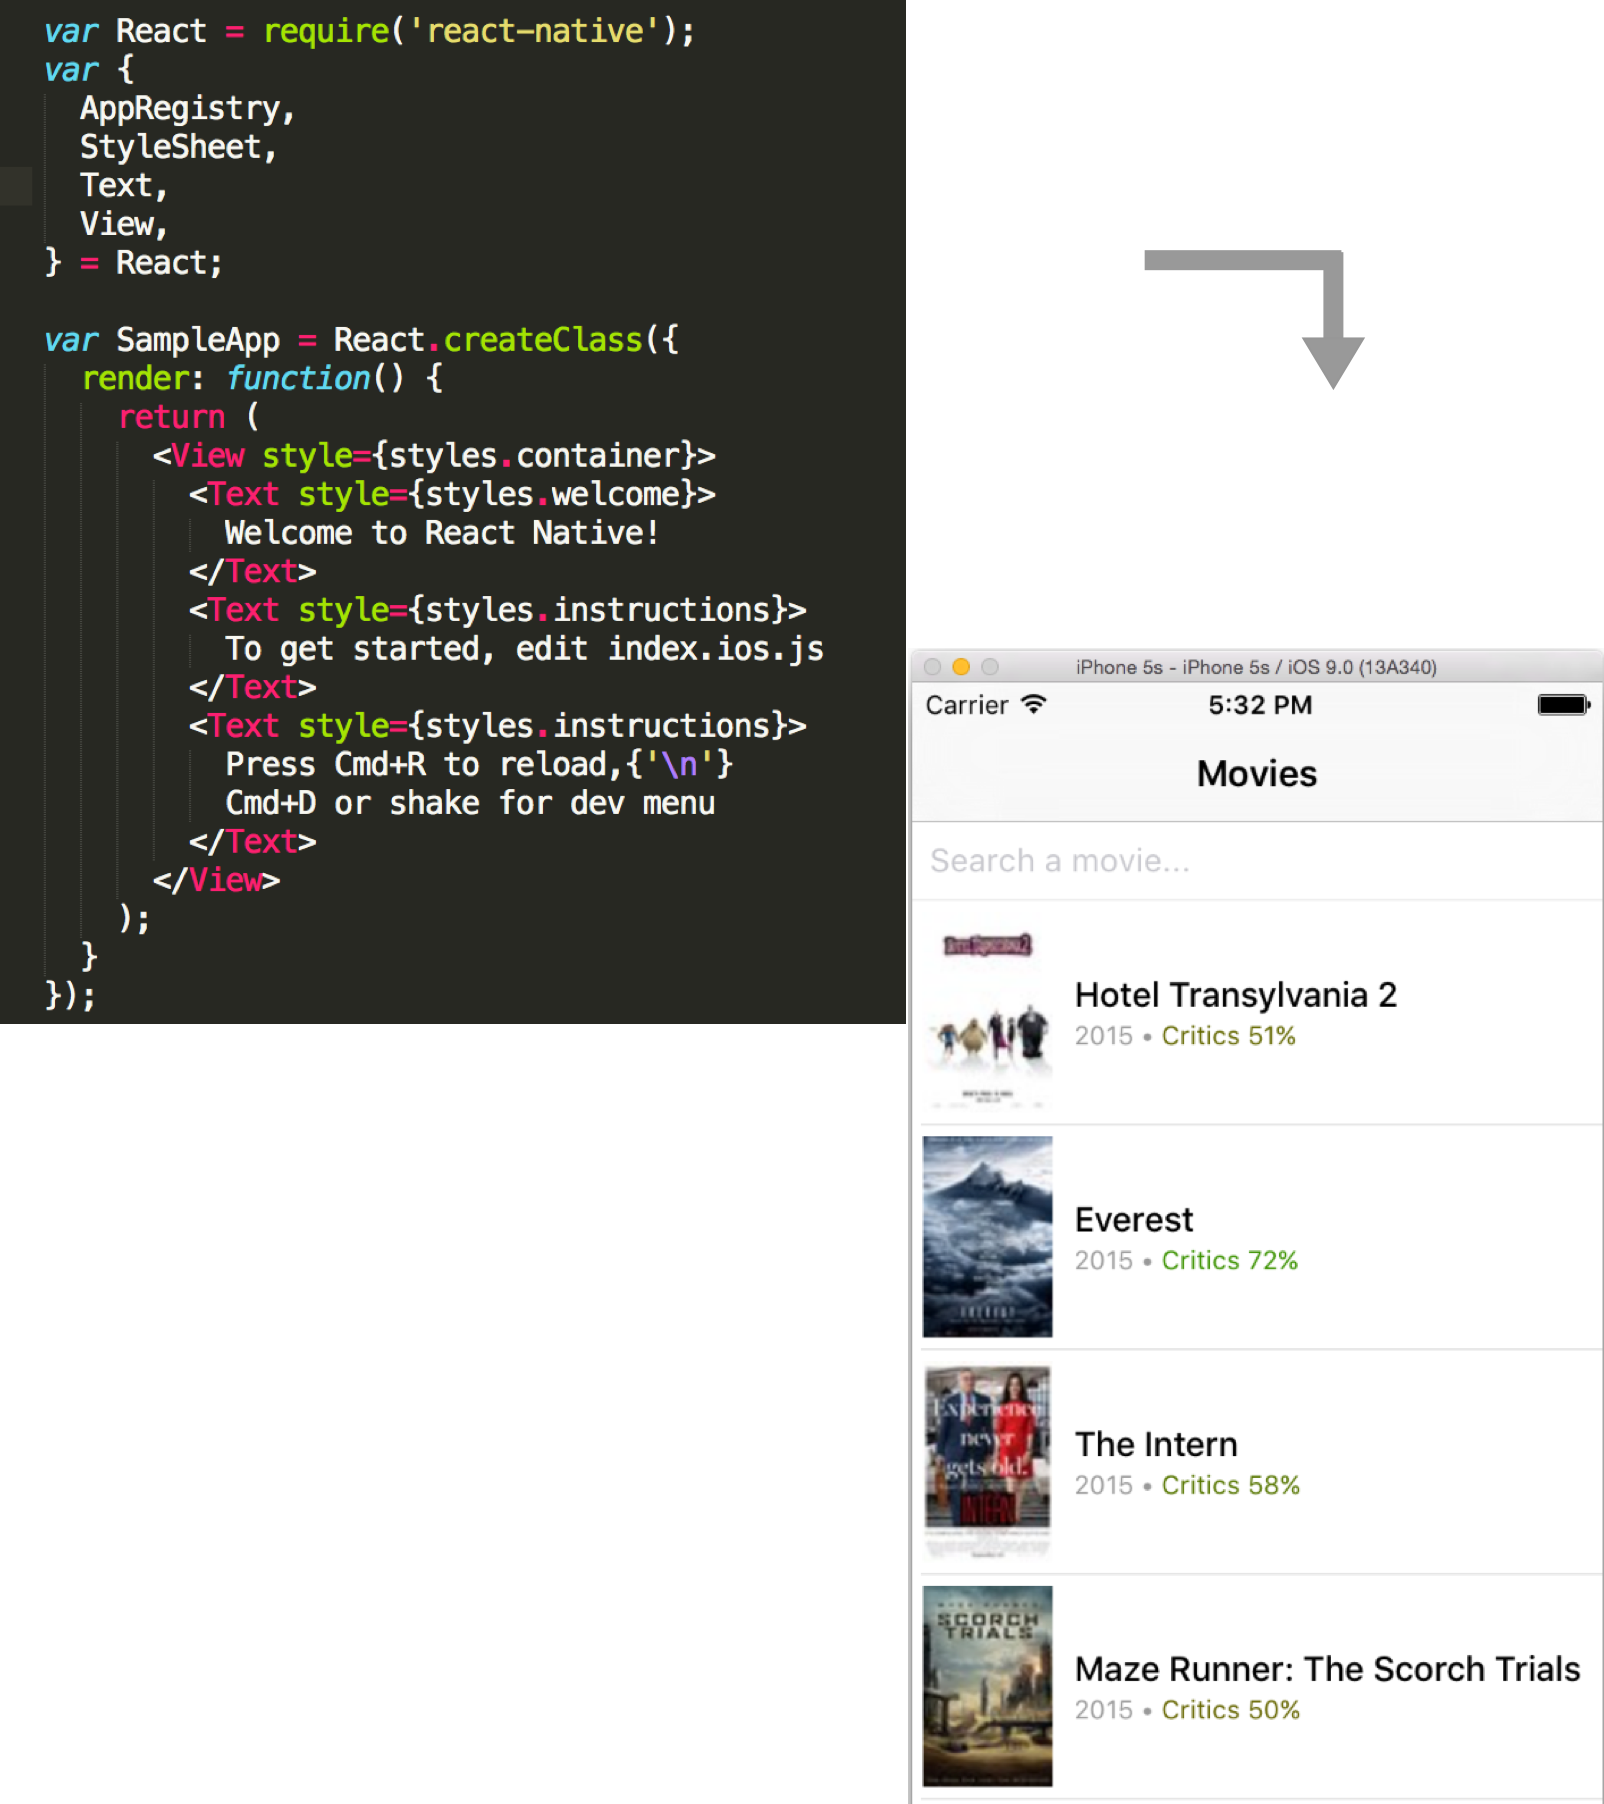 var React = require('react-native');
var {
  AppRegistry,
  StyleSheet,
  Text,
  View,
} = React;
var SampleApp = React.createClass({
  render: function() {
    return (
      <View style={styles.container}>
        <Text style={styles.welcome}>
          Welcome to React Native!
        </Text>
        <Text style={styles.instructions}>
          To get started, edit index.ios.js
        </Text>
        <Text style={styles.instructions}>
          Press Cmd+R to reload,{'\n'}
          Cmd+D or shake for dev menu
        </Text>
      </View>
    );
  }
});
iPhone 5s - iPhone 5s / iOS 9.0 (13A340)
Carrier 5:32 PM
Movies
Search a movie...
Hotel Transylvania 2
2015 • Critics 51%
EVEREST
Everest
2015 • Critics 72%
Experience
never
gets old.
INTERN
The Intern
2015 • Critics 58%
SCORCH
TRIALS
Maze Runner: The Scorch Trials
2015 • Critics 50%